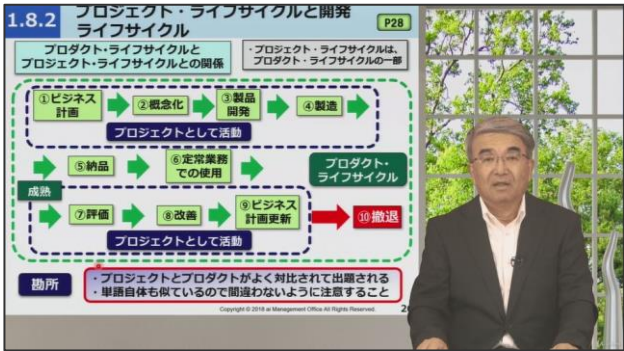 1.8.2
プロジェクト・ライフサイクルと開発
ライフサイクル
P28
プロダクト・ライフサイクルと
プロジェクト・ライフサイクルとの関係
・プロジェクト・ライフサイクルは、
プロダクト・ライフサイクルの一部
①ビジネス
計画
②概念化
③製品
開発
④製造
プロジェクトとして活動
⑤納品
⑥定常業務
での使用
プロダクト・
ライフサイクル
成熟
⑦評価
⑧改善
⑨ビジネス
計画更新
⑩撤退
プロジェクトとして活動
勘所
・プロジェクトとプロダクトがよく対比されて出題される
・単語自体も似ているので間違わないように注意すること
Copyright © 2018 ai Management Office All Rights Reserved.